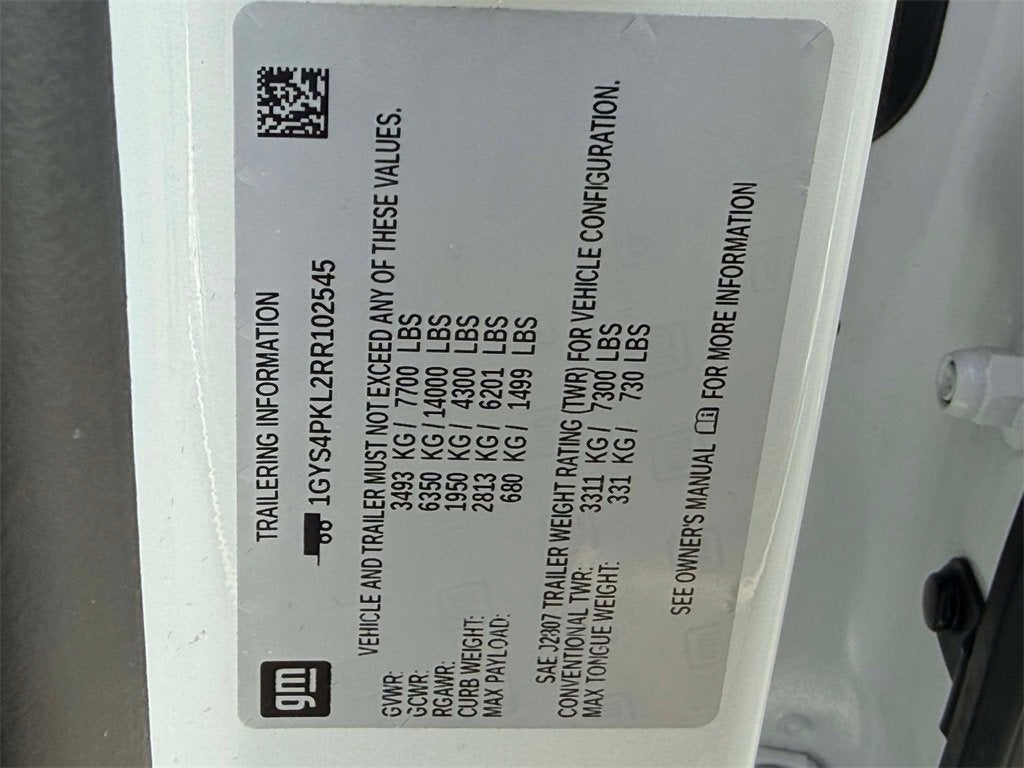 gm
TRAILERING INFORMATION
1GYS4PKL2RR102545
VEHICLE AND TRAILER MUST NOT EXCEED ANY OF THESE VALUES.
GVWR: 3493 KG / 7700 LBS
GCWR: 6350 KG / 14000 LBS
RGAWR: 1950 KG / 4300 LBS
CURB WEIGHT: 2813 KG / 6201 LBS
MAX PAYLOAD: 680 KG / 1499 LBS
SAE J2807 TRAILER WEIGHT RATING (TWR) FOR VEHICLE CONFIGURATION.
CONVENTIONAL TWR: 3311 KG / 7300 LBS
MAX TONGUE WEIGHT: 331 KG / 730 LBS
SEE OWNER'S MANUAL FOR MORE INFORMATION